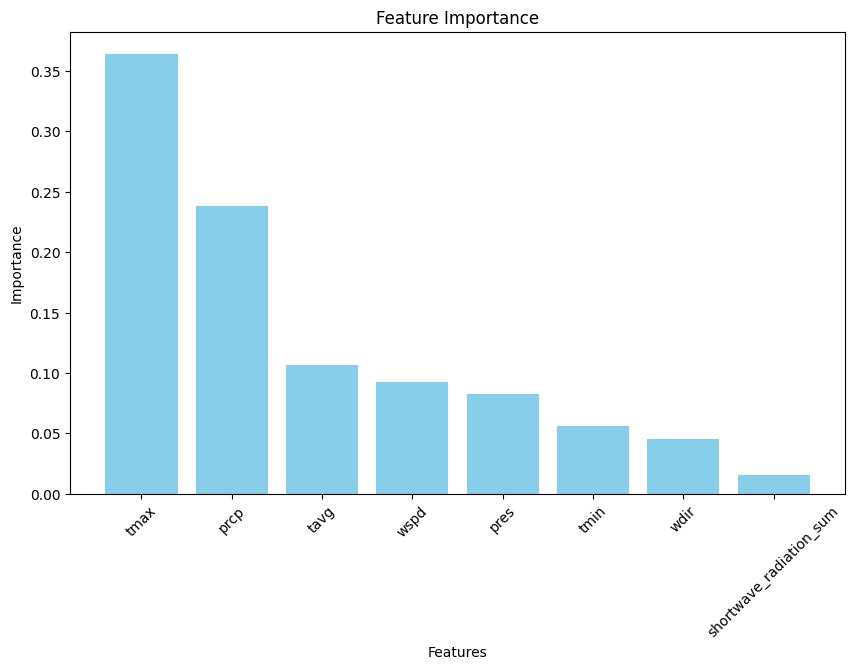 Feature Importance
0.35
0.30
0.25
0.20
0.15
0.10
0.05
0.00
Importance
tmax
prcp
tavg
wspd
pres
tmin
wdir
shortwave_radiation_sum
Features